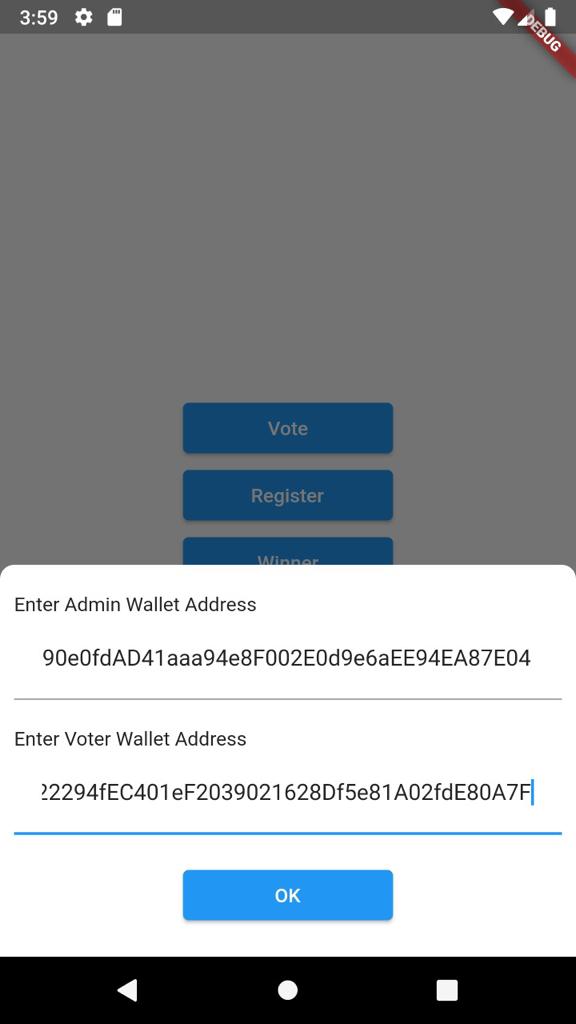 3:59
DEBUG
Vote
Register
Winner
Enter Admin Wallet Address
90e0fdAD41aaa94e8F002E0d9e6aEE94EA87E04
Enter Voter Wallet Address
22294fEC401eF2039021628Df5e81A02fdE80A7F
OK